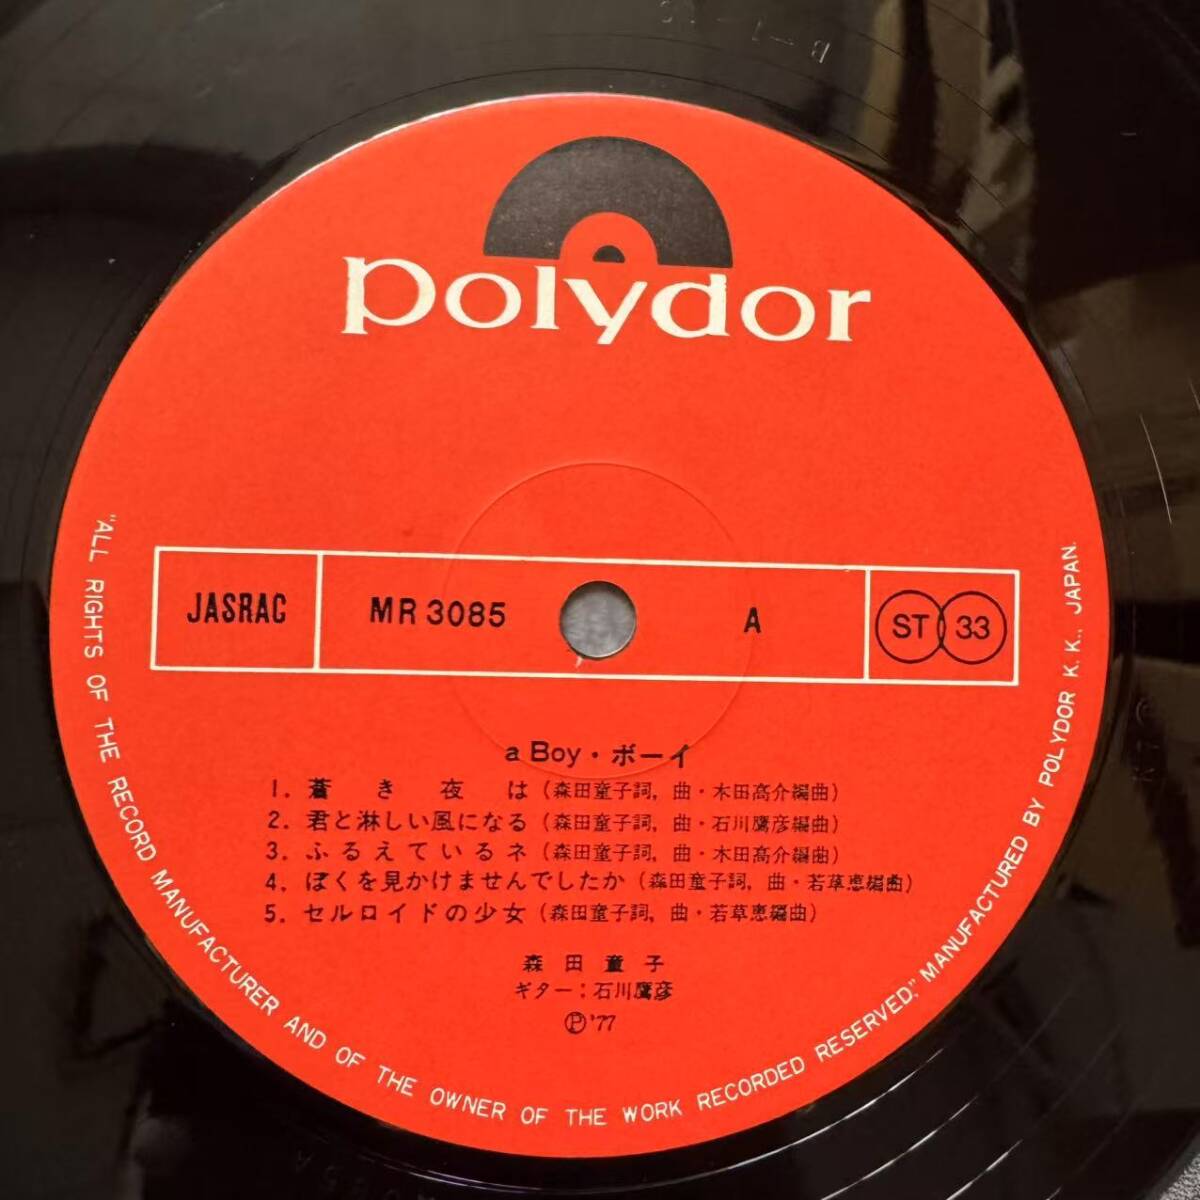 polydor
JASRAC MR 3085 A ST 33
a Boy・ボーイ
1. 蒼き夜は (森田童子詞, 曲・木田高介編曲)
2. 君と淋しい風になる (森田童子詞, 曲・石川鷹彦編曲)
3. ふるえているネ (森田童子詞, 曲・木田高介編曲)
4. ぼくを見かけませんでしたか (森田童子詞, 曲・若草恵編曲)
5. セルロイドの少女 (森田童子詞, 曲・若草恵編曲)
森田童子
ギター:石川鷹彦
Ⓟ'77
"ALL RIGHTS OF THE RECORD MANUFACTURER AND OF THE OWNER OF THE WORK RECORDED RESERVED," MANUFACTURED BY POLYDOR K. K., JAPAN.